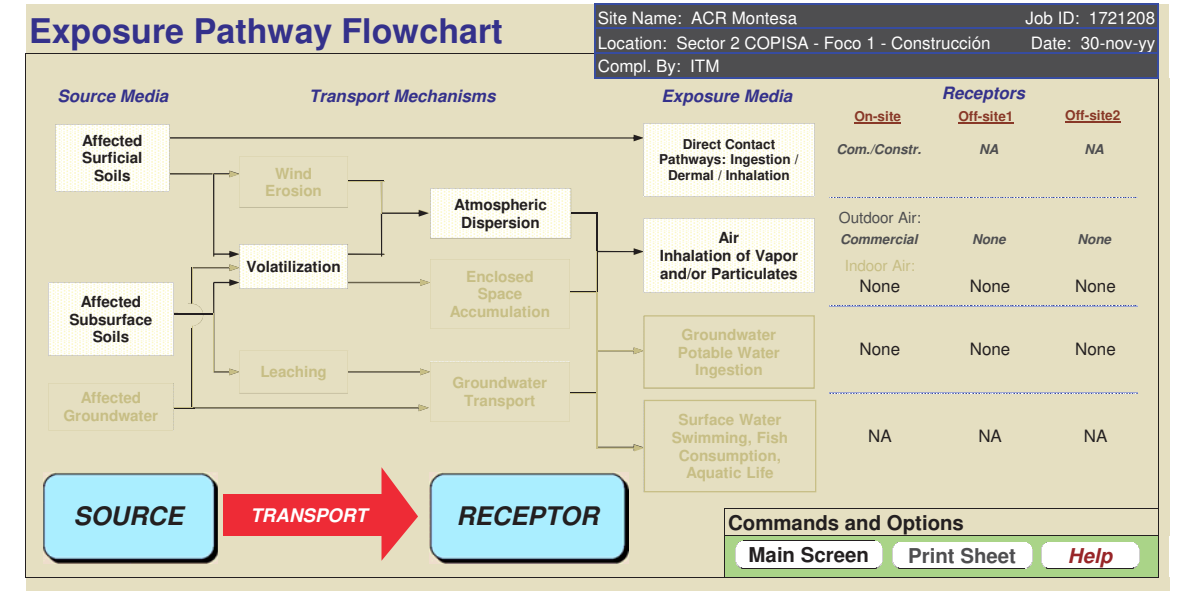 Exposure Pathway Flowchart
Site Name: ACR Montesa Job ID: 1721208
Location: Sector 2 COPISA - Foco 1 - Construcción Date: 30-nov-yy
Compl. By: ITM
Source Media
Transport Mechanisms
Exposure Media
Receptors
On-site Off-site1 Off-site2
Affected
Surficial
Soils
Wind
Erosion
Atmospheric
Dispersion
Direct Contact
Pathways: Ingestion /
Dermal / Inhalation
Com./Constr. NA NA
Volatilization
Air
Inhalation of Vapor
and/or Particulates
Outdoor Air:
Commercial None None
Indoor Air:
None None None
Affected
Subsurface
Soils
Enclosed
Space
Accumulation
Groundwater
Potable Water
Ingestion
None None None
Leaching
Affected
Groundwater
Groundwater
Transport
Surface Water
Swimming, Fish
Consumption,
Aquatic Life
NA NA NA
SOURCE
TRANSPORT
RECEPTOR
Commands and Options
Main Screen Print Sheet Help